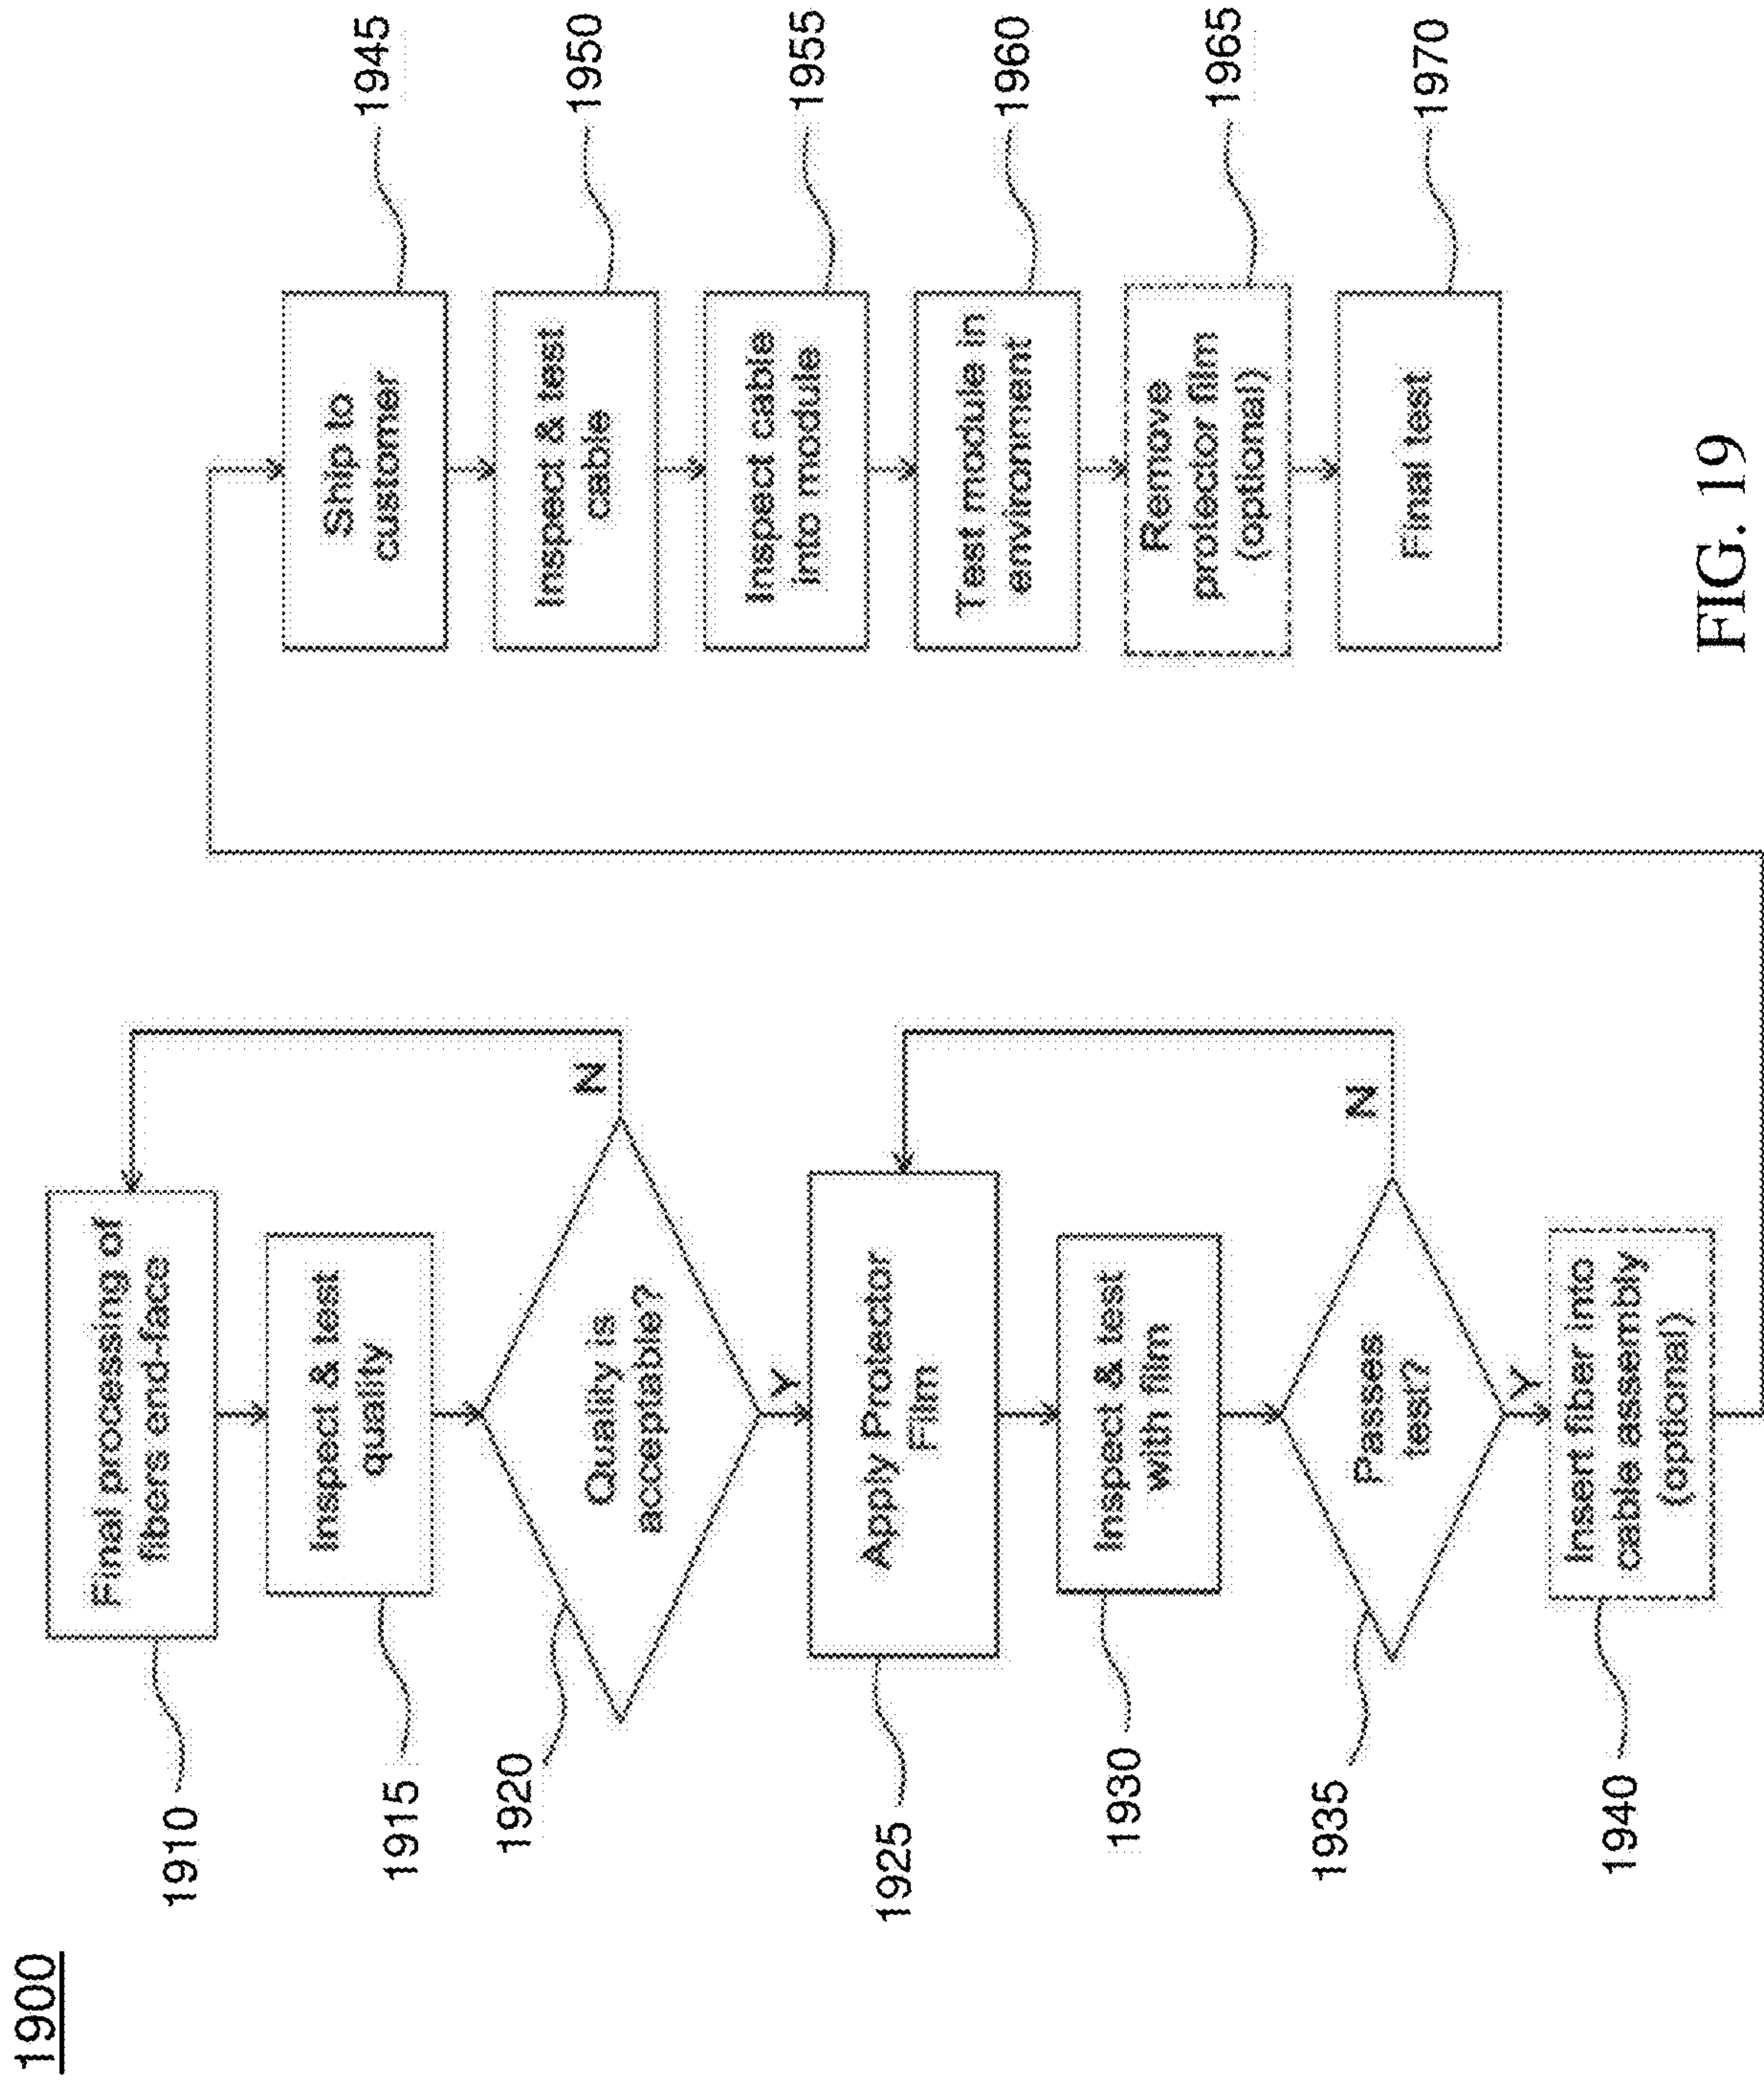 1900
1910
Final processing of
fibers end-face
1915
Inspect & test
quality
1920
Quality is
acceptable?
N
Y
1925
Apply Protector
Film
1930
Inspect & test
with film
1935
Passes
test?
N
Y
1940
Insert fiber into
cable assembly
(optional)
Ship to
customer
1945
Inspect & test
cable
1950
Inspect cable
into module
1955
Test module in
environment
1960
Remove
protector film
(optional)
1965
Final test
1970
FIG. 19